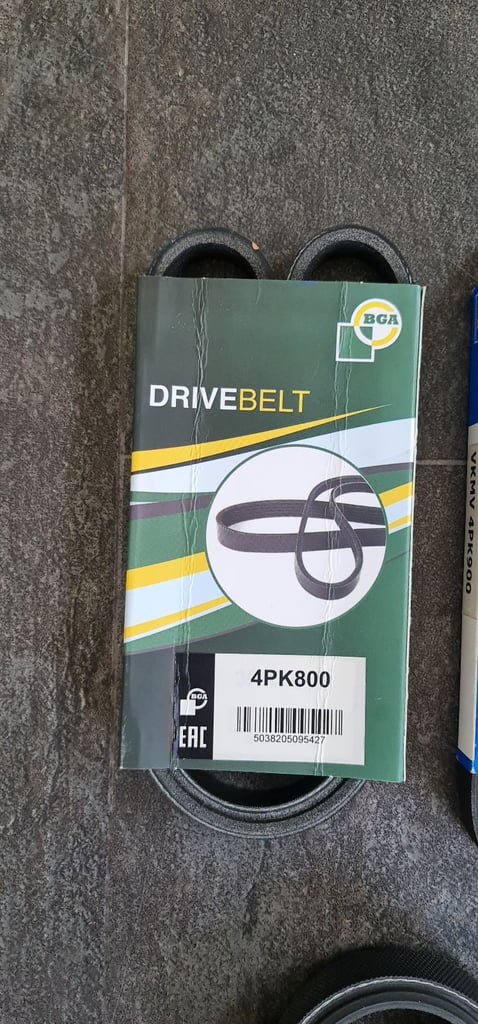 BGA
DRIVEBELT
4PK800
BGA
EAC
5038205095427
VKMV 4PK900